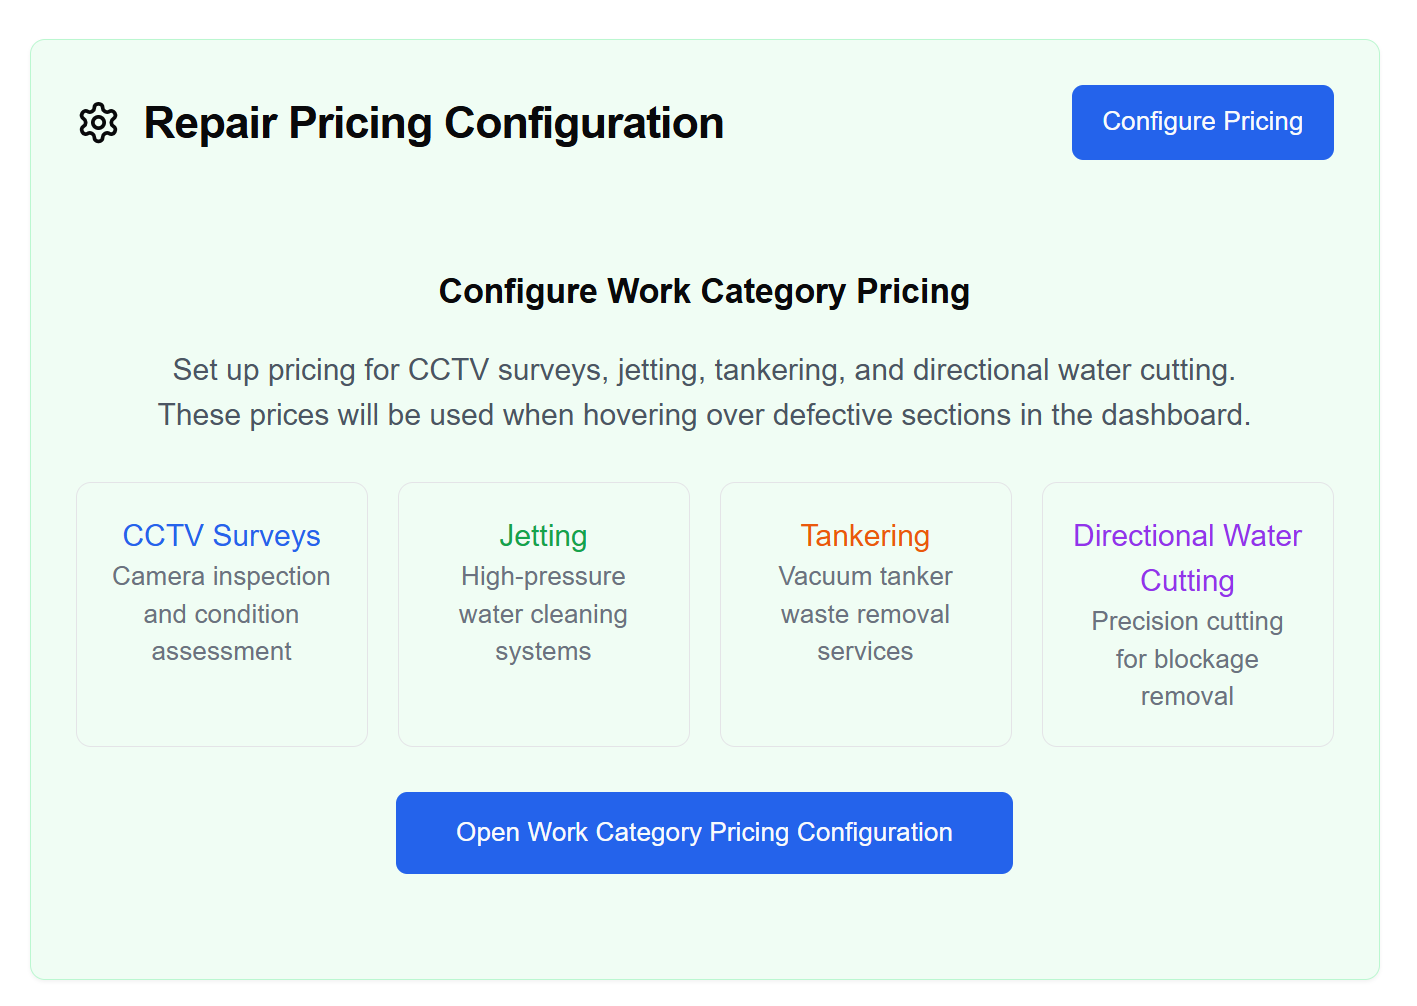 Repair Pricing Configuration
Configure Pricing
Configure Work Category Pricing
Set up pricing for CCTV surveys, jetting, tankering, and directional water cutting.
These prices will be used when hovering over defective sections in the dashboard.
CCTV Surveys
Camera inspection
and condition
assessment
Jetting
High-pressure
water cleaning
systems
Tankering
Vacuum tanker
waste removal
services
Directional Water
Cutting
Precision cutting
for blockage
removal
Open Work Category Pricing Configuration